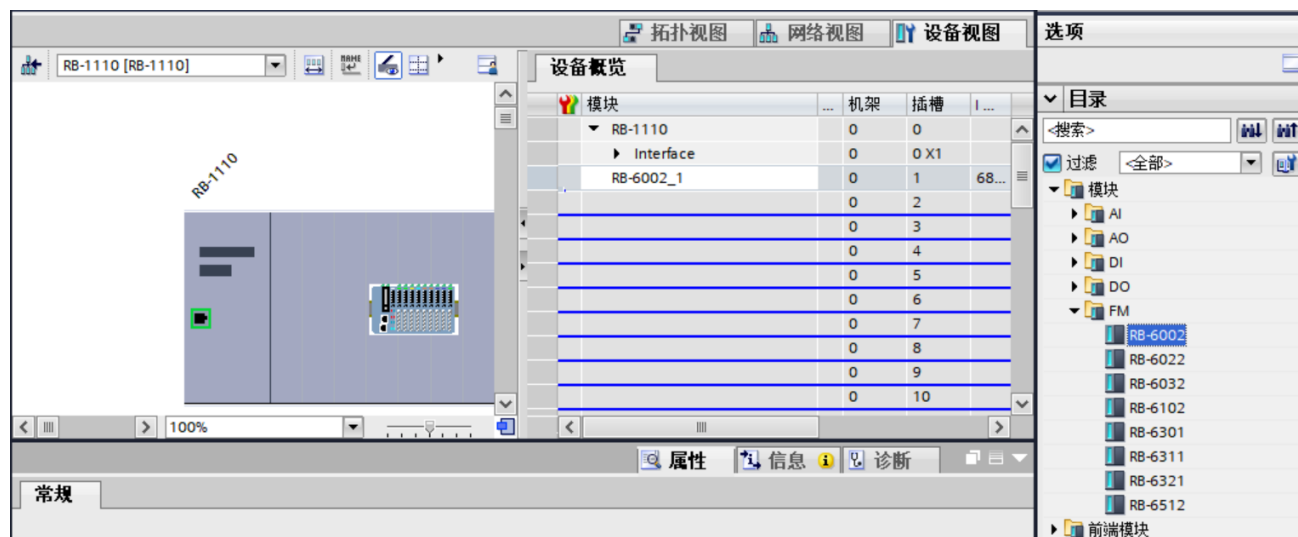 拓扑视图 网络视图 设备视图 选项
RB-1110 [RB-1110]
设备概览
模块 ... 机架 插槽 I ...
目录
RB-1110 0 0
<搜索>
Interface 0 0 X1
过滤 <全部>
RB-6002_1 0 1 68...
模块
0 2
AI
0 3
AO
0 4
DI
0 5
DO
0 6
FM
0 7
RB-6002
0 8
RB-6022
0 9
RB-6032
0 10
RB-6102
RB-1110
100%
RB-6301
属性 信息 诊断
RB-6311
RB-6321
常规
RB-6512
前端模块